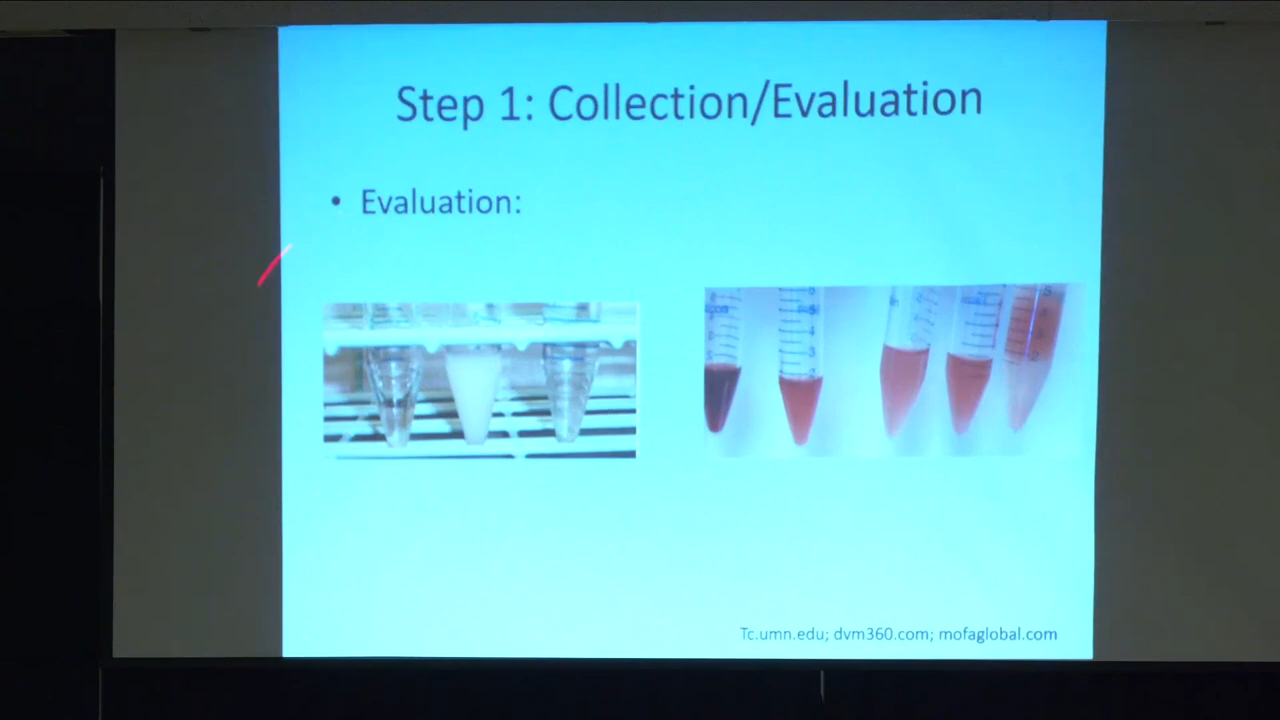 Step 1: Collection/Evaluation
• Evaluation:
Tc.umn.edu; dvm360.com; mofaglobal.com